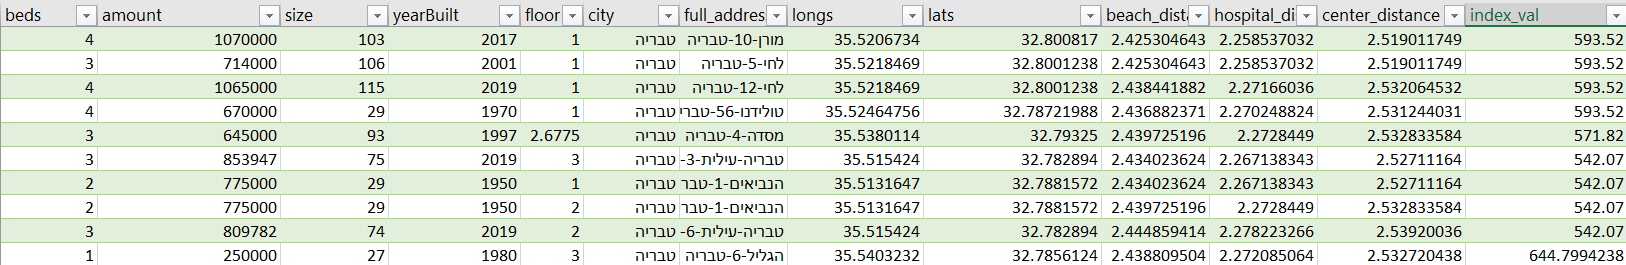 beds amount size yearBuilt floor city full_addres longs lats beach_dista hospital_di center_distance index_val
4 1070000 103 2017 1 טבריה מורן-10-טבריה 35.5206734 32.800817 2.425304643 2.258537032 2.519011749 593.52
3 714000 106 2001 1 טבריה לחי-5-טבריה 35.5218469 32.8001238 2.425304643 2.258537032 2.519011749 593.52
4 1065000 115 2019 1 טבריה לחי-12-טבריה 35.5218469 32.8001238 2.438441882 2.27166036 2.532064532 593.52
4 670000 29 1970 1 טבריה טולידנו-56-טברי 35.52464756 32.78721988 2.436882371 2.270248824 2.531244031 593.52
3 645000 93 1997 2.6775 טבריה מסדה-4-טבריה 35.5380114 32.79325 2.439725196 2.2728449 2.532833584 571.82
3 853947 75 2019 3 טבריה טבריה-עילית-3- 35.515424 32.782894 2.434023624 2.267138343 2.52711164 542.07
2 775000 29 1950 1 טבריה הנביאים-1-טבר 35.5131647 32.7881572 2.434023624 2.267138343 2.52711164 542.07
2 775000 29 1950 2 טבריה הנביאים-1-טבר 35.5131647 32.7881572 2.439725196 2.2728449 2.532833584 542.07
3 809782 74 2019 2 טבריה טבריה-עילית-6- 35.515424 32.782894 2.444859414 2.278223266 2.53920036 542.07
1 250000 27 1980 3 טבריה הגליל-6-טבריה 35.5403232 32.7856124 2.438809504 2.272085064 2.532720438 644.7994238